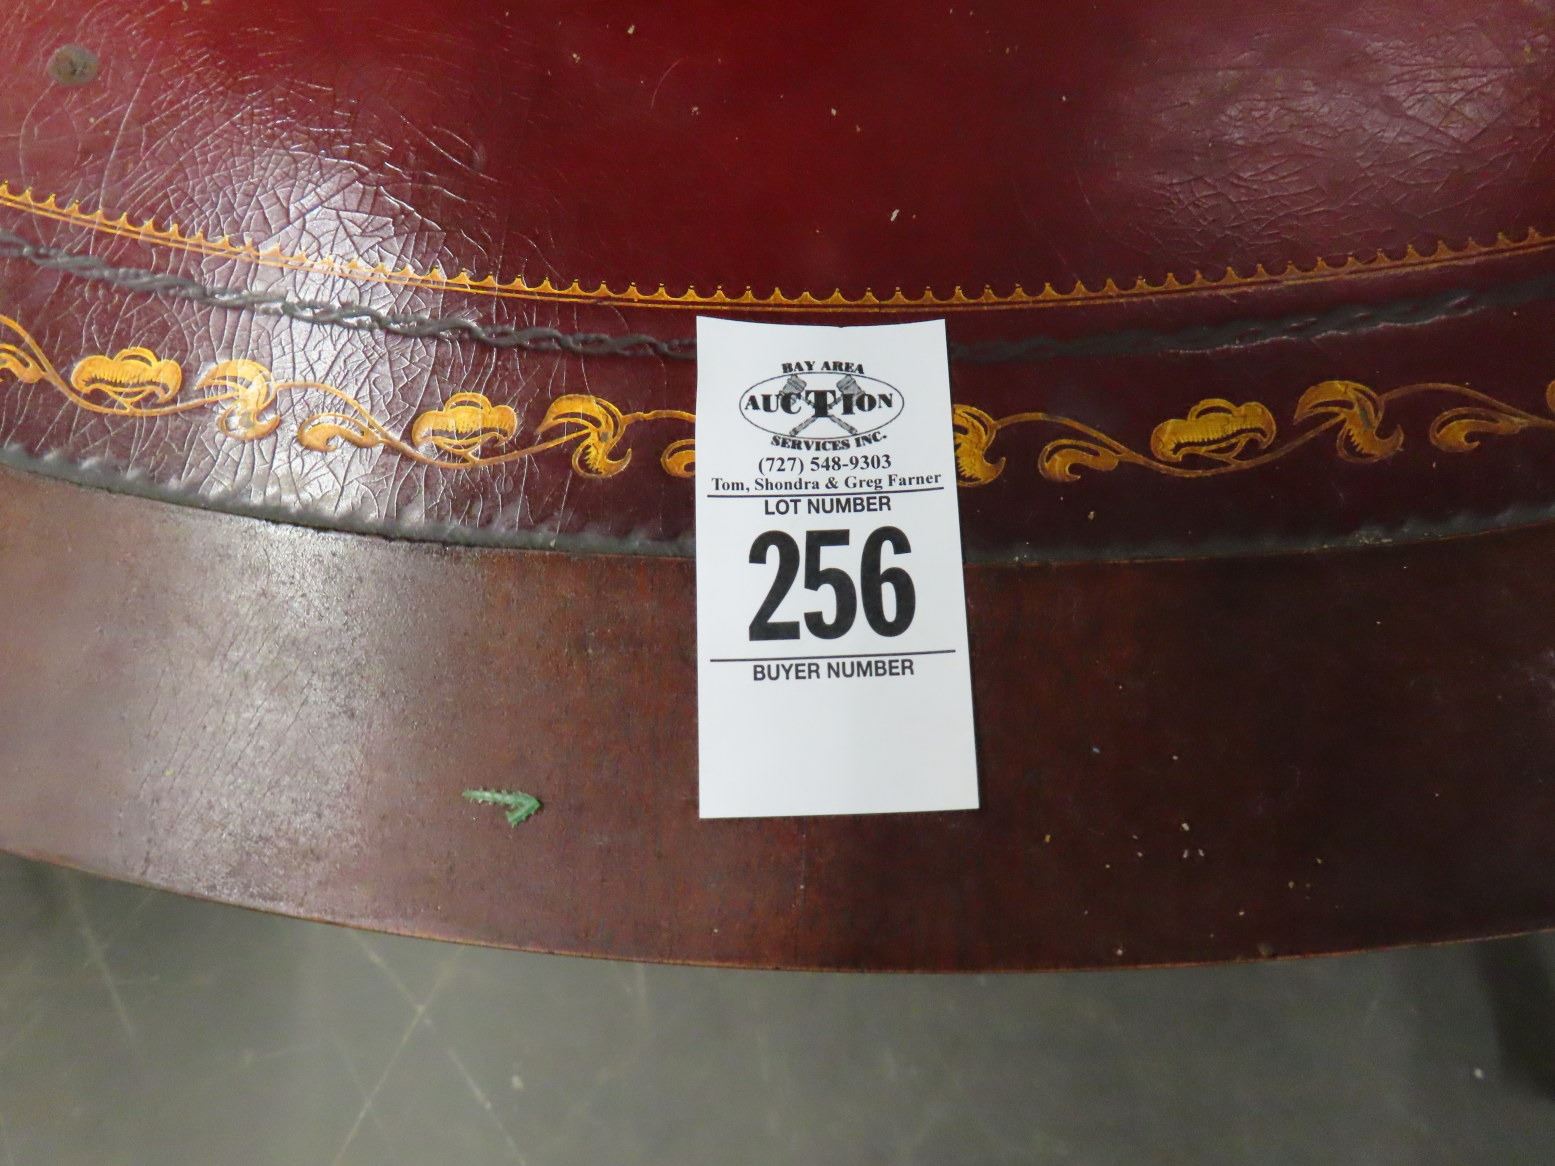 BAY AREA
AUCTION
SERVICES INC.
(727) 548-9303
Tom, Shondra & Greg Farner
LOT NUMBER
256
BUYER NUMBER